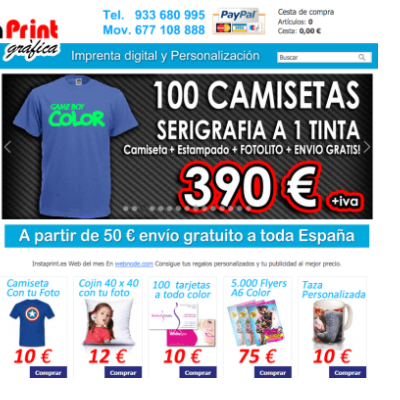 Print
gráfica
Tel. 933 680 995
Mov. 677 108 888
PayPal
Cesta de compra
Artículos: 0
Cesta: 0,00 €
Imprenta digital y Personalización
Buscar
GAME BOY
COLOR
100 CAMISETAS
SERIGRAFIA A 1 TINTA
Camiseta + Estampado + FOTOLITO + ENVIO GRATIS!
390 € +iva
A partir de 50 € envío gratuito a toda España
Instaprint.es Web del mes En webnode.com Consigue tus regalos personalizados y tu publicidad al mejor precio.
Camiseta
Con tu Foto
10 €
Comprar
Cojin 40 x 40
con tu foto
12 €
Comprar
100 tarjetas
a todo color
10 €
Comprar
5.000 Flyers
A6 Color
75 €
Comprar
Taza
Personalizada
10 €
Comprar